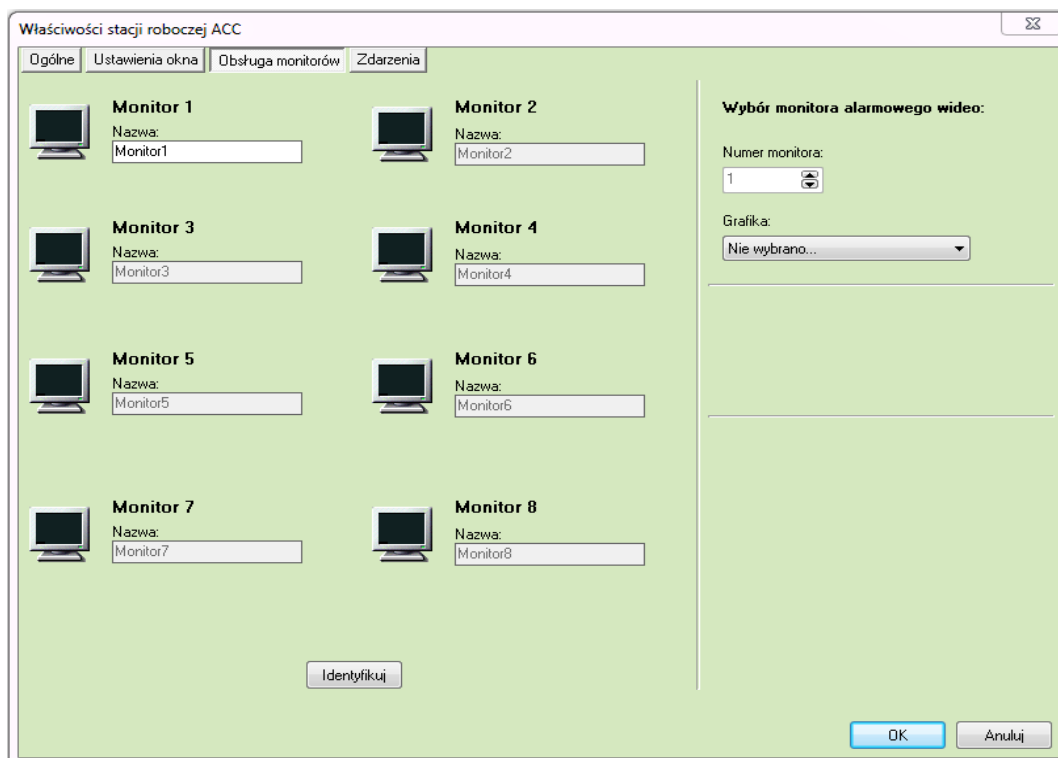 Właściwości stacji roboczej ACC
Ogólne
Ustawienia okna
Obsługa monitorów
Zdarzenia
Monitor 1
Nazwa:
Monitor1
Monitor 2
Nazwa:
Monitor2
Monitor 3
Nazwa:
Monitor3
Monitor 4
Nazwa:
Monitor4
Monitor 5
Nazwa:
Monitor5
Monitor 6
Nazwa:
Monitor6
Monitor 7
Nazwa:
Monitor7
Monitor 8
Nazwa:
Monitor8
Identyfikuj
Wybór monitora alarmowego wideo:
Numer monitora:
1
Grafika:
Nie wybrano...
OK
Anuluj